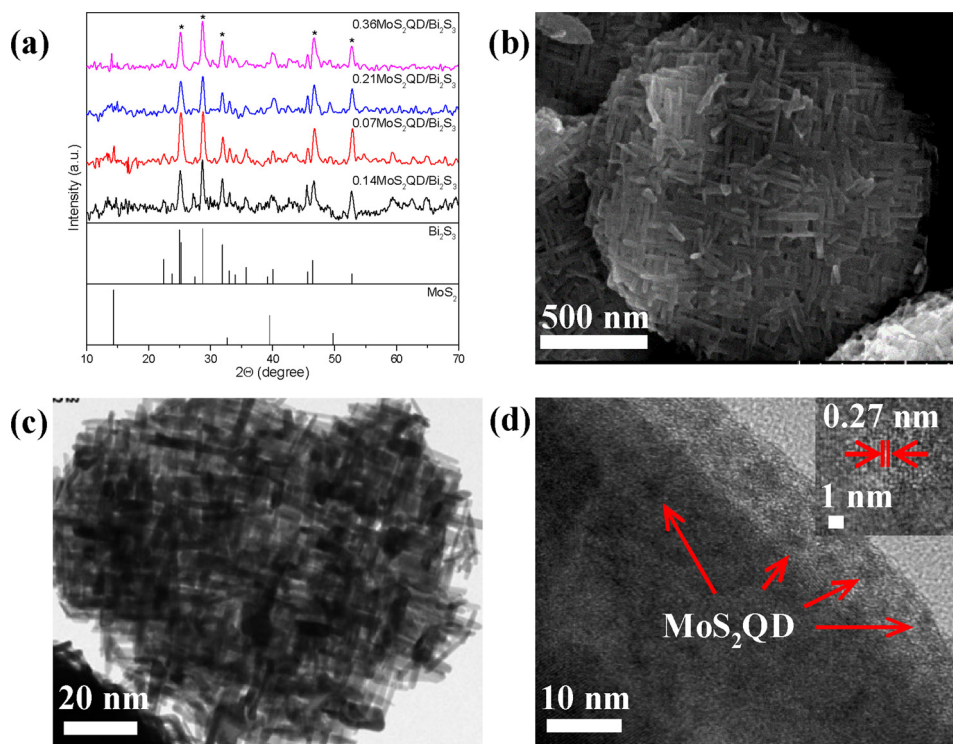 (a)
0.36MoS₂QD/Bi₂S₃
0.21MoS₂QD/Bi₂S₃
0.07MoS₂QD/Bi₂S₃
0.14MoS₂QD/Bi₂S₃
Bi₂S₃
MoS₂
* * * * *
Intensity (a.u.)
10 20 30 40 50 60 70
2Θ (degree)
(b)
500 nm
(c)
20 nm
(d)
0.27 nm
1 nm
MoS₂QD
10 nm